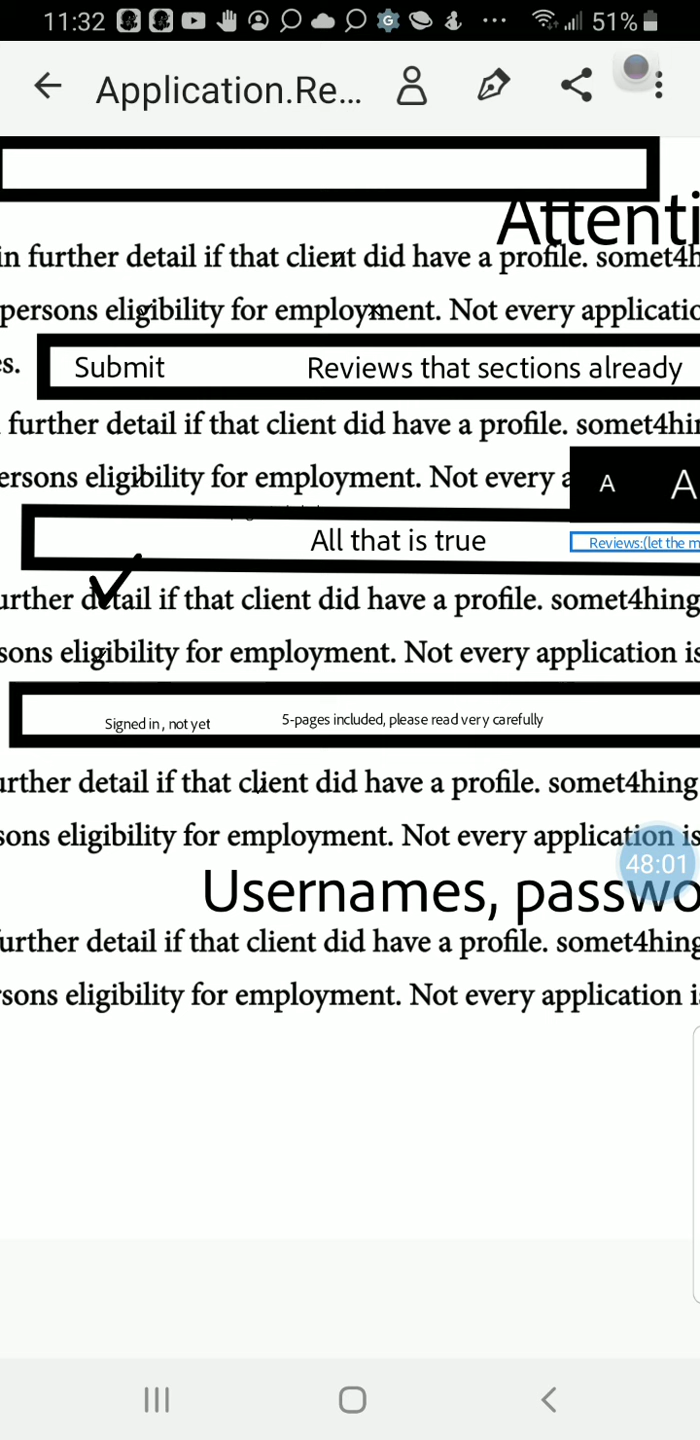 11:32 51%
Application.Re...
Attenti
in further detail if that client did have a profile. somet4h
persons eligibility for employment. Not every applicatio
es.
Submit Reviews that sections already
further detail if that client did have a profile. somet4hin
ersons eligibility for employment. Not every a
A A
All that is true Reviews:(let the m
urther detail if that client did have a profile. somet4hing
sons eligibility for employment. Not every application is
Signed in , not yet 5-pages included, please read very carefully
urther detail if that client did have a profile. somet4hing
sons eligibility for employment. Not every application is
48:01
Usernames, passwo
further detail if that client did have a profile. somet4hing
rsons eligibility for employment. Not every application i